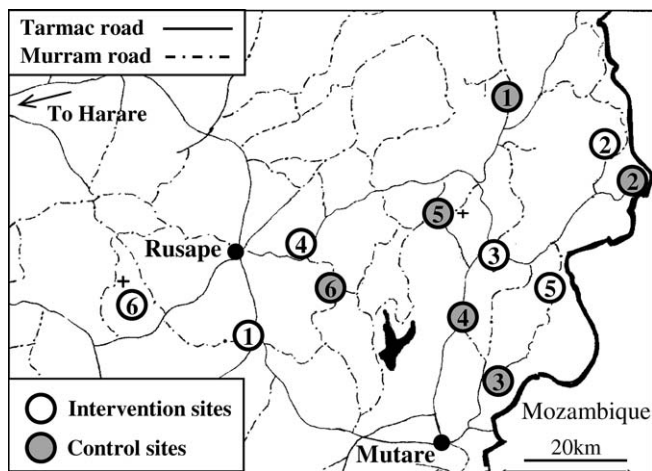 Tarmac road
Murram road
To Harare
1
2
2
5
4
3
Rusape
6
5
6
4
1
3
Intervention sites
Control sites
Mozambique
Mutare
20km